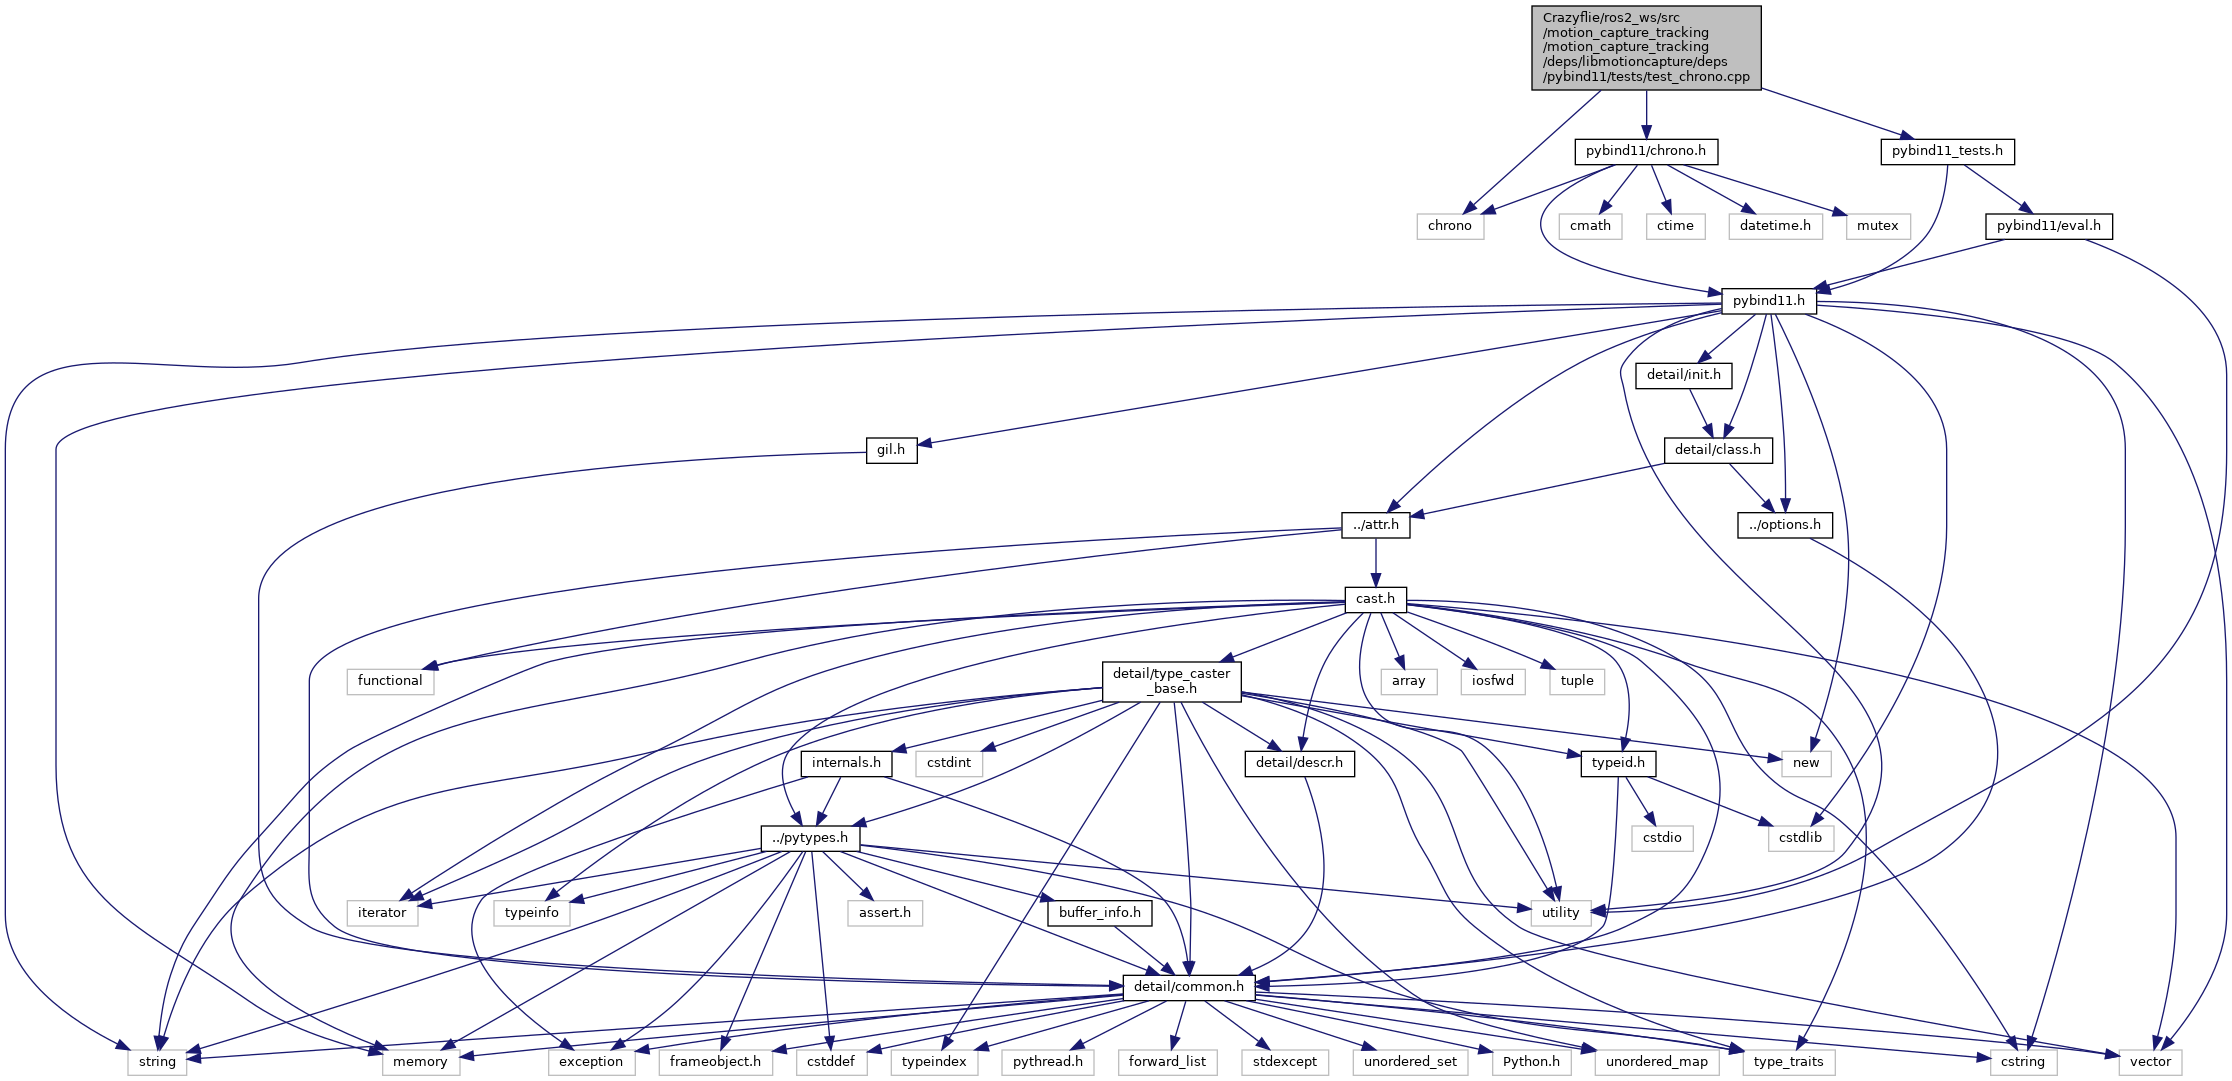 Crazyflie/ros2_ws/src
/motion_capture_tracking
/motion_capture_tracking
/deps/libmotioncapture/deps
/pybind11/tests/test_chrono.cpp
pybind11/chrono.h
pybind11_tests.h
chrono
cmath
ctime
datetime.h
mutex
pybind11/eval.h
pybind11.h
detail/init.h
gil.h
detail/class.h
../attr.h
../options.h
cast.h
functional
detail/type_caster
_base.h
array
iosfwd
tuple
internals.h
cstdint
detail/descr.h
typeid.h
new
../pytypes.h
cstdio
cstdlib
iterator
typeinfo
assert.h
buffer_info.h
utility
detail/common.h
string
memory
exception
frameobject.h
cstddef
typeindex
pythread.h
forward_list
stdexcept
unordered_set
Python.h
unordered_map
type_traits
cstring
vector